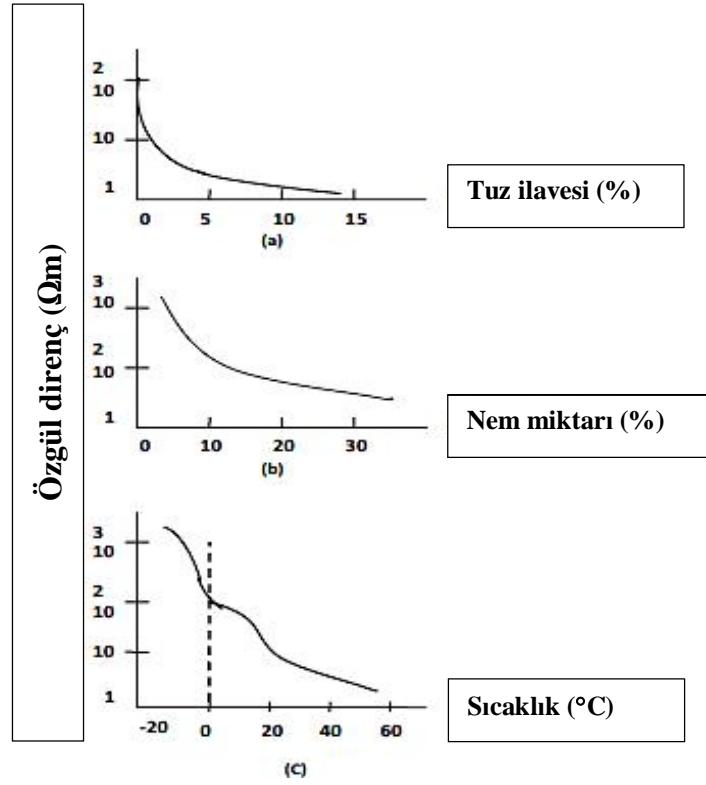 Özgül direnç (Ωm)
2
10
10
1
0 5 10 15
(a)
Tuz ilavesi (%)
3
10
2
10
1
0 10 20 30
(b)
Nem miktarı (%)
3
10
2
10
10
1
-20 0 20 40 60
(C)
Sıcaklık (°C)